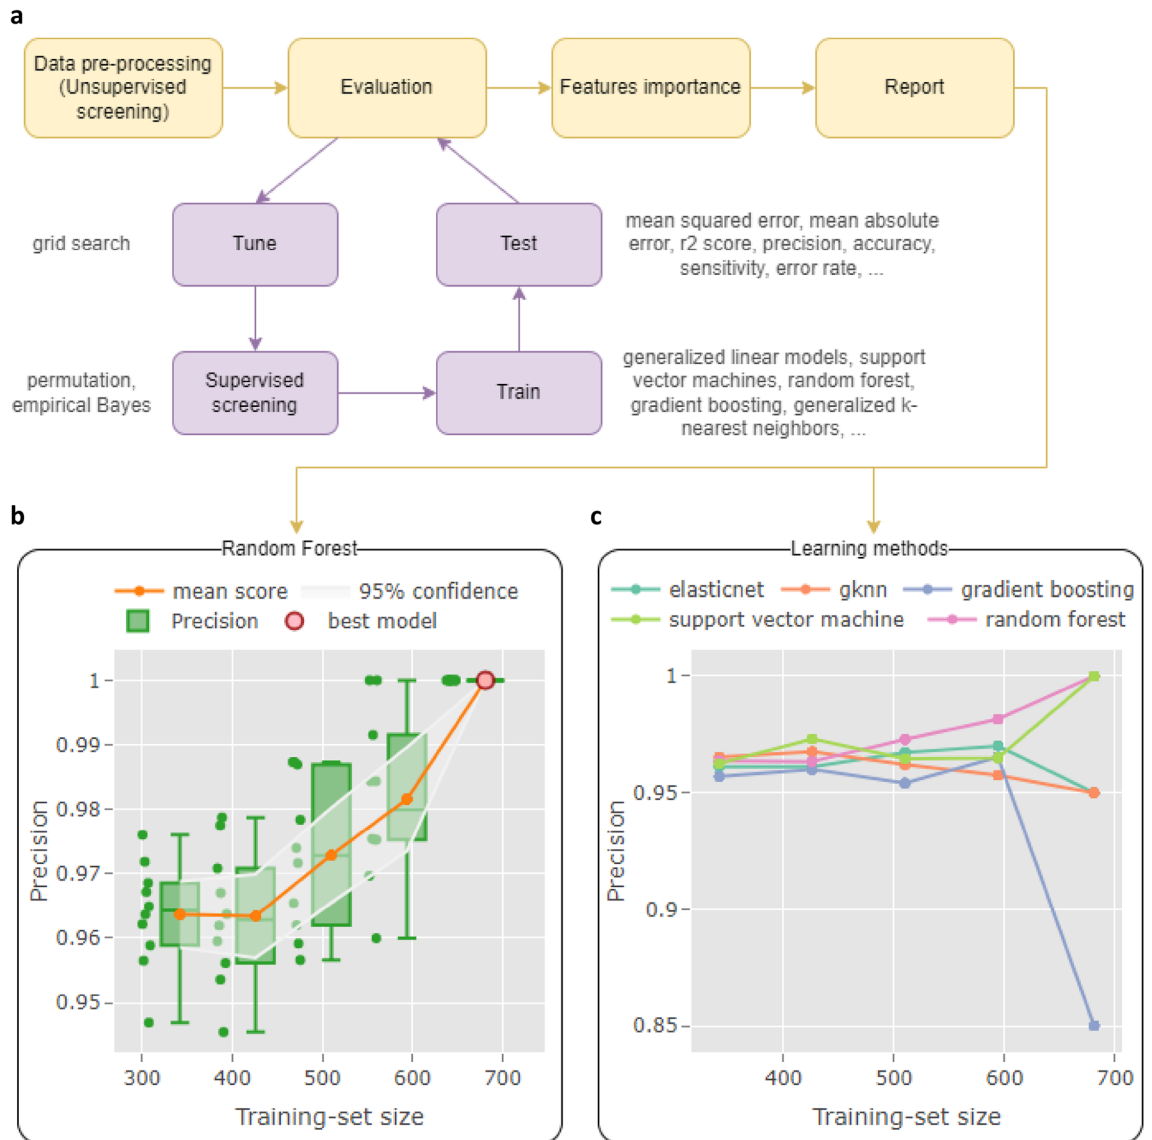 a
Data pre-processing
(Unsupervised
screening)
Evaluation
Features importance
Report
grid search
Tune
Test
mean squared error, mean absolute
error, r2 score, precision, accuracy,
sensitivity, error rate, ...
permutation,
empirical Bayes
Supervised
screening
Train
generalized linear models, support
vector machines, random forest,
gradient boosting, generalized k-
nearest neighbors, ...
b
Random Forest
mean score
95% confidence
Precision
best model
1
0.99
0.98
0.97
0.96
0.95
Precision
300
400
500
600
700
Training-set size
c
Learning methods
elasticnet
gknn
gradient boosting
support vector machine
random forest
1
0.95
0.9
0.85
Precision
400
500
600
700
Training-set size